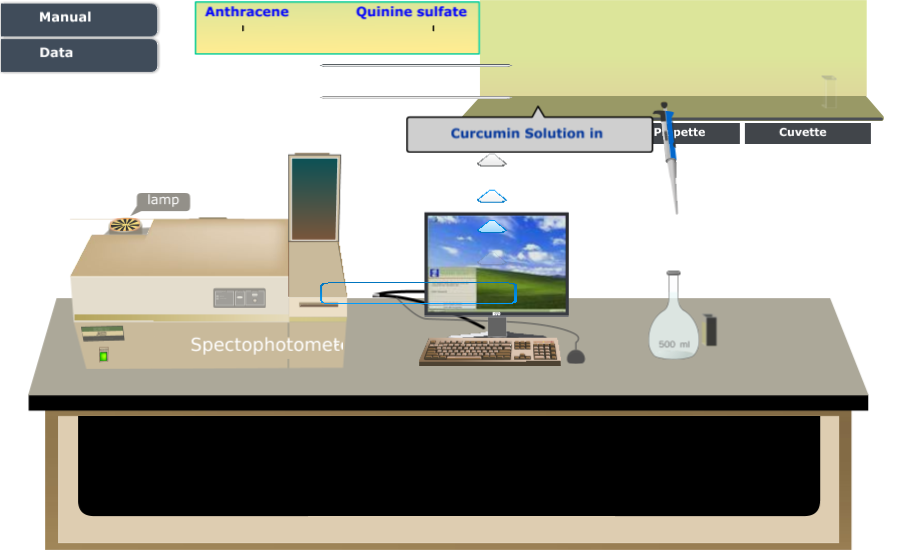 Manual
Data
Anthracene
Quinine sulfate
Curcumin Solution in
Pipette
Cuvette
lamp
Spectophotomete
500 ml